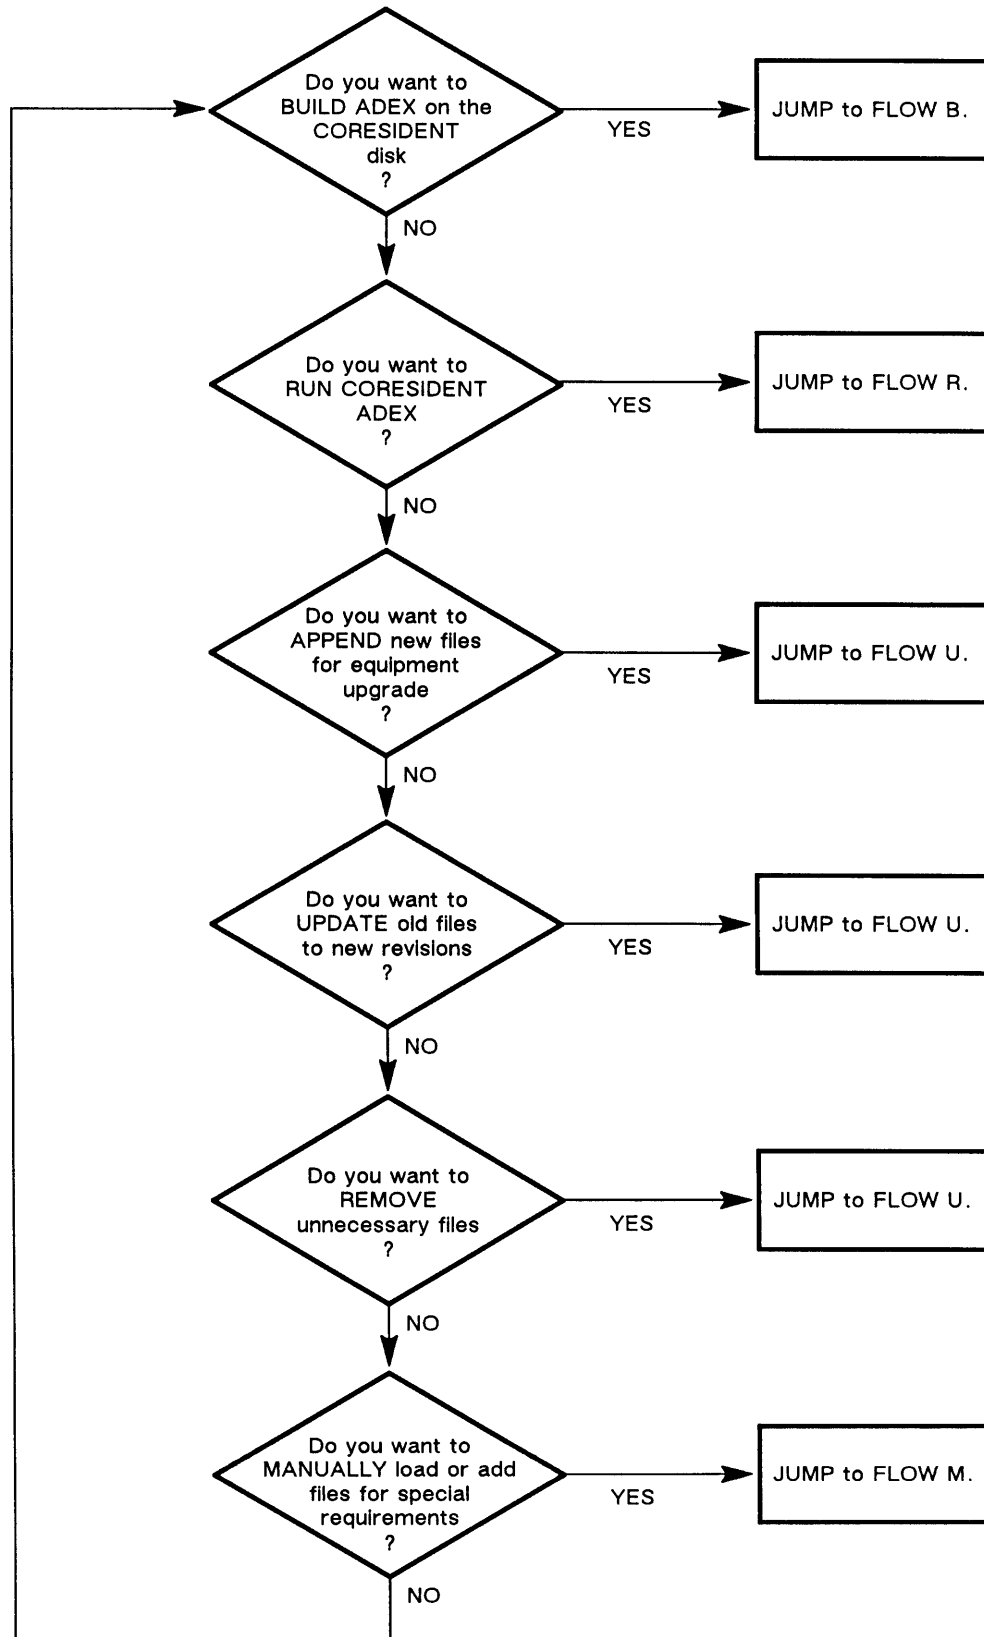 Do you want to
BUILD ADEX on the
CORESIDENT
disk
?
YES
JUMP to FLOW B.
NO
Do you want to
RUN CORESIDENT
ADEX
?
YES
JUMP to FLOW R.
NO
Do you want to
APPEND new files
for equipment
upgrade
?
YES
JUMP to FLOW U.
NO
Do you want to
UPDATE old files
to new revisions
?
YES
JUMP to FLOW U.
NO
Do you want to
REMOVE
unnecessary files
?
YES
JUMP to FLOW U.
NO
Do you want to
MANUALLY load or add
files for special
requirements
?
YES
JUMP to FLOW M.
NO